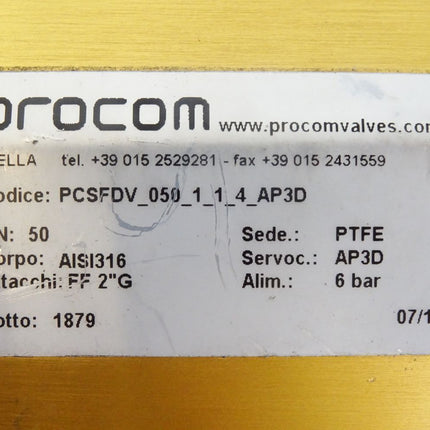 procom www.procomvalves.com
ELLA tel. +39 015 2529281 - fax +39 015 2431559
odice: PCSFDV_050_1_1_4_AP3D
N: 50 Sede.: PTFE
orpo: AISI316 Servoc.: AP3D
ttacchi: FF 2"G Alim.: 6 bar
otto: 1879 07/1